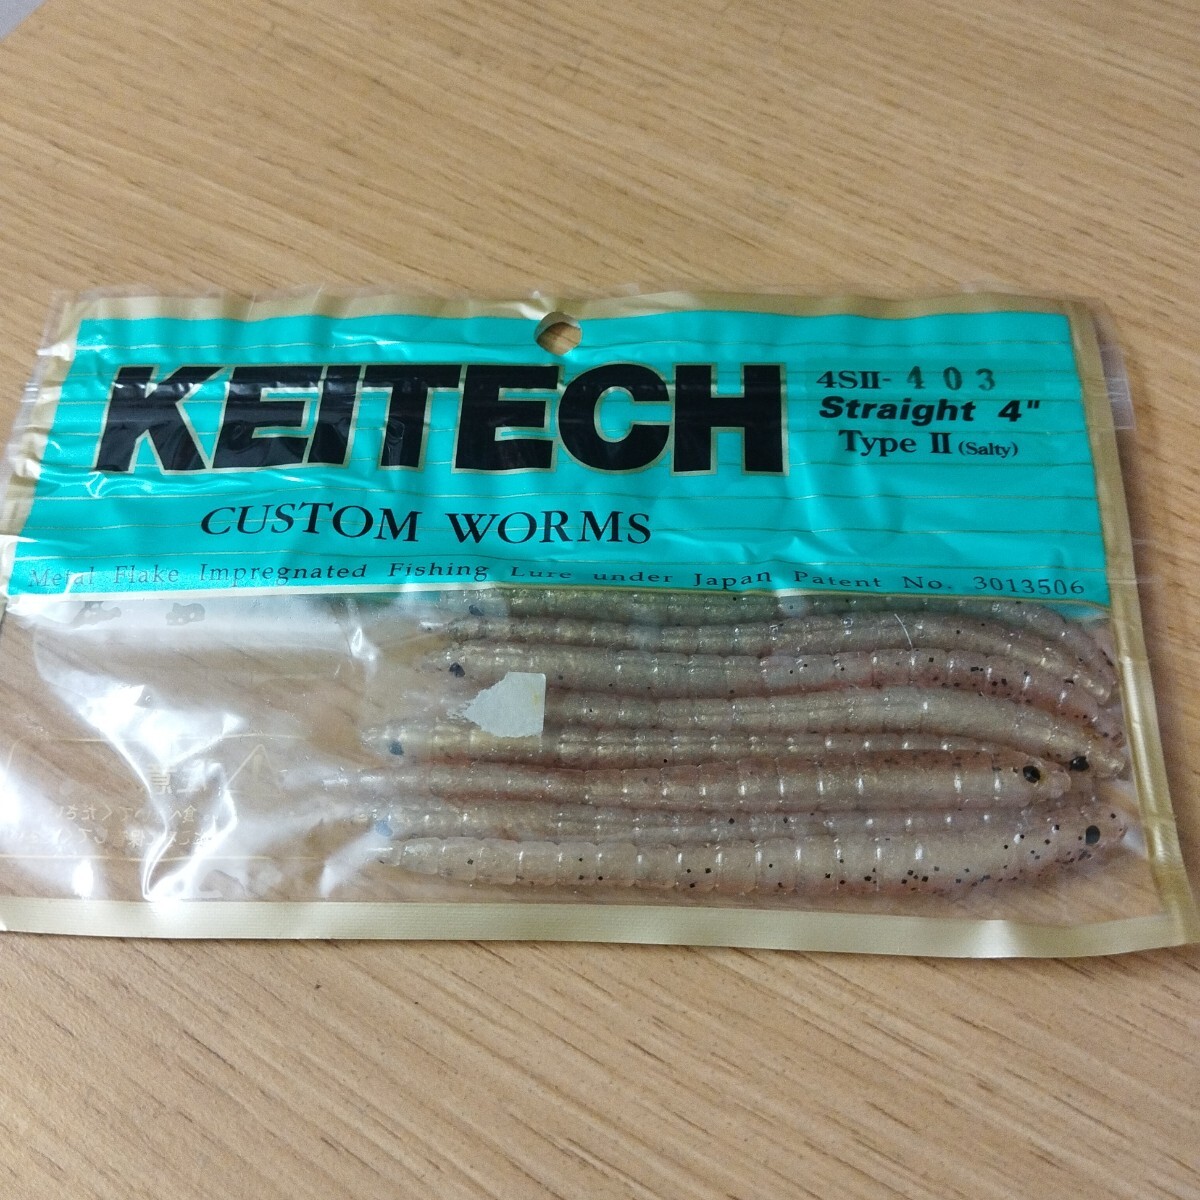 KEITECH
4SII-403
Straight 4"
Type II (Salty)
CUSTOM WORMS
Metal Flake Impregnated Fishing Lure under Japan Patent No. 3013506